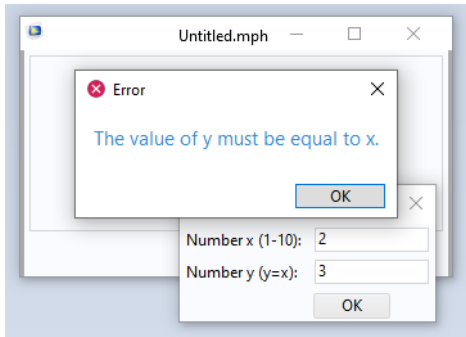 Untitled.mph
Error
The value of y must be equal to x.
OK
Number x (1-10): 2
Number y (y=x): 3
OK